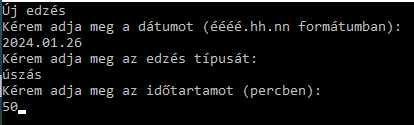 Új edzés
Kérem adja meg a dátumot (éééé.hh.nn formátumban):
2024.01.26
Kérem adja meg az edzés típusát:
úszás
Kérem adja meg az időtartamot (percben):
50